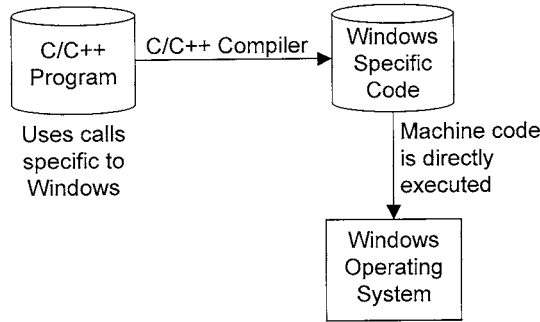 C/C++
Program
C/C++ Compiler
Windows
Specific
Code
Uses calls
specific to
Windows
Machine code
is directly
executed
Windows
Operating
System